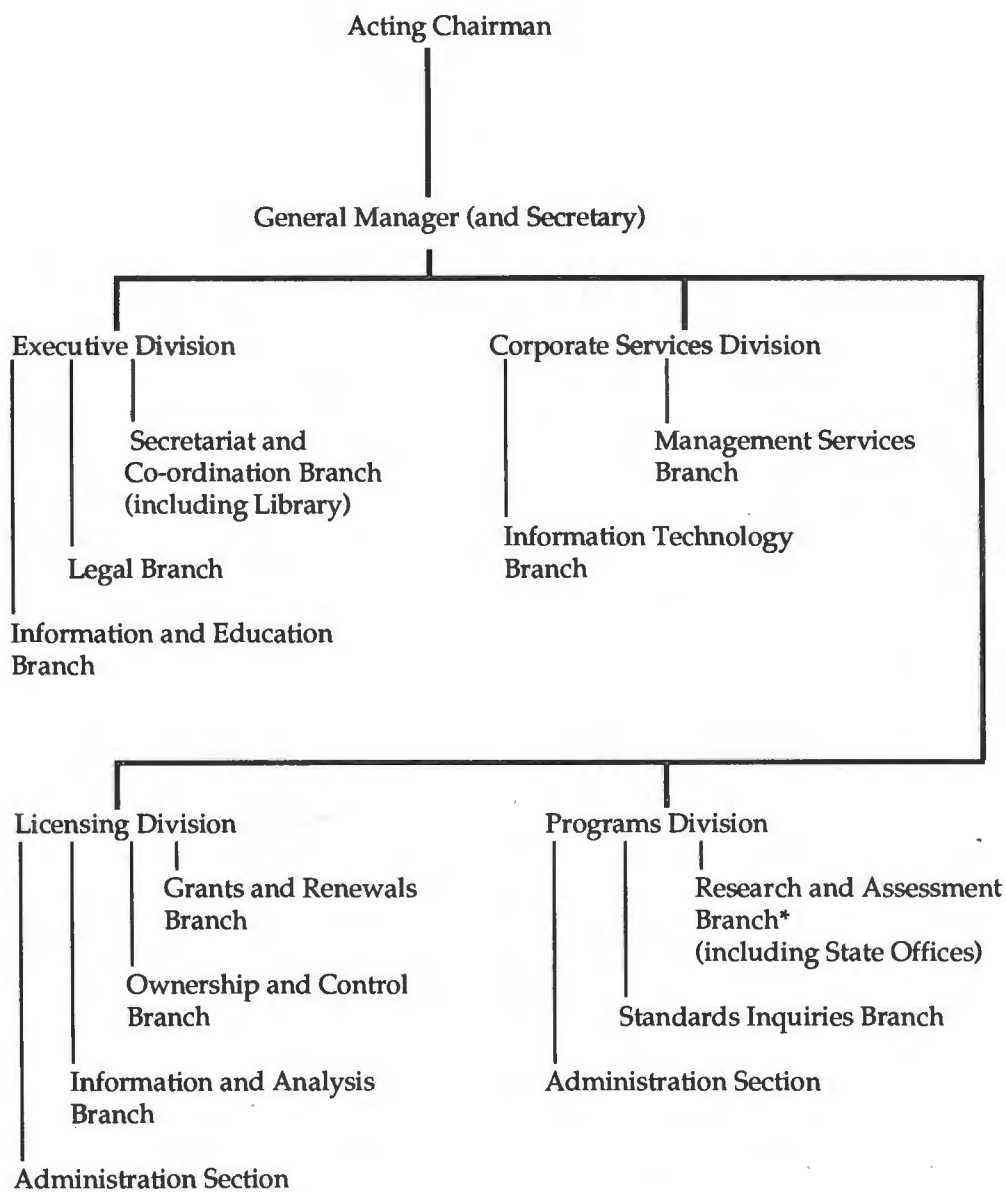 Acting Chairman
General Manager (and Secretary)
Executive Division
Secretariat and
Co-ordination Branch
(including Library)
Legal Branch
Information and Education
Branch
Corporate Services Division
Management Services
Branch
Information Technology
Branch
Licensing Division
Grants and Renewals
Branch
Ownership and Control
Branch
Information and Analysis
Branch
Administration Section
Programs Division
Research and Assessment
Branch*
(including State Offices)
Standards Inquiries Branch
Administration Section